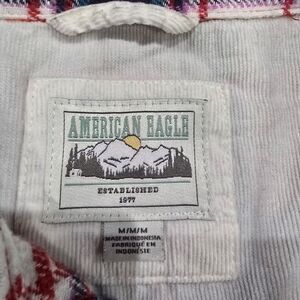 AMERICAN EAGLE
ESTABLISHED
1977
M/M/M
MADE IN INDONESIA
FABRIQUÉ EN
INDONÉSIE